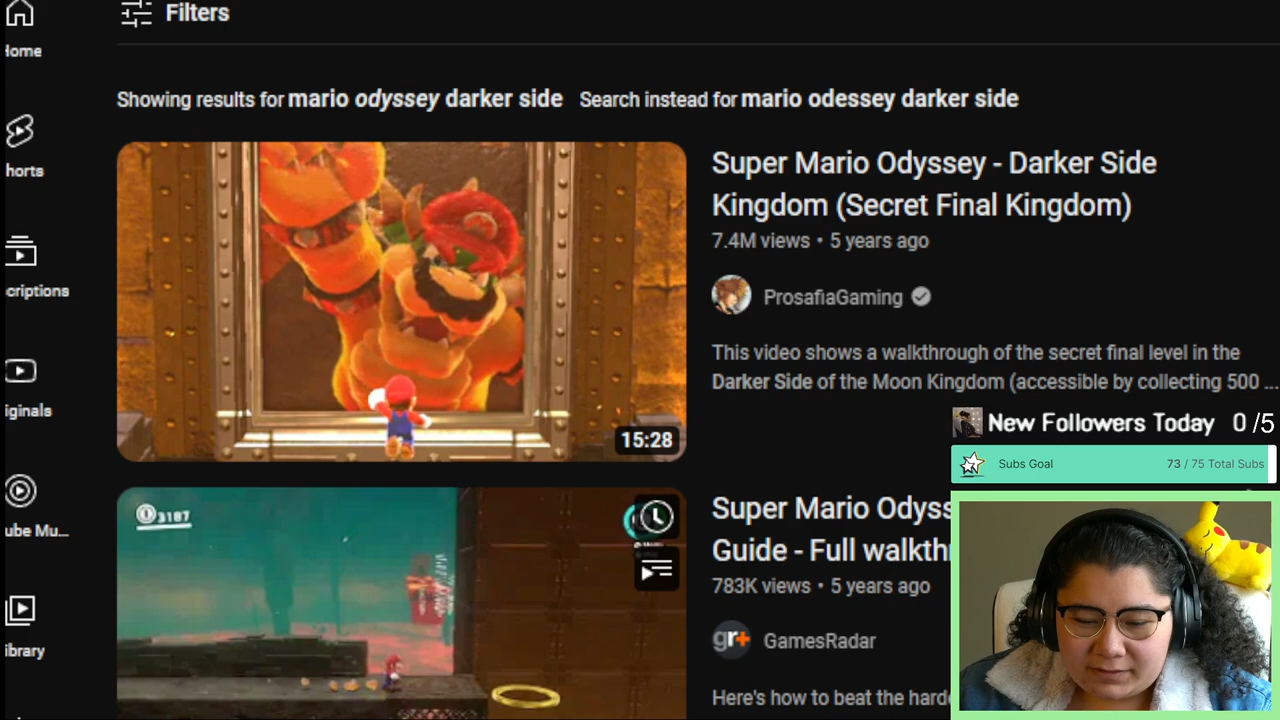 Filters
Home
Showing results for mario odyssey darker side Search instead for mario odessey darker side
horts
criptions
iginals
ube Mu...
ibrary
15:28
Super Mario Odyssey - Darker Side
Kingdom (Secret Final Kingdom)
7.4M views • 5 years ago
ProsafiaGaming
This video shows a walkthrough of the secret final level in the
Darker Side of the Moon Kingdom (accessible by collecting 500 ...
New Followers Today 0 /5
Subs Goal 73 / 75 Total Subs
3187
Super Mario Odyss
Guide - Full walkthr
783K views • 5 years ago
gr+ GamesRadar
Here's how to beat the harde